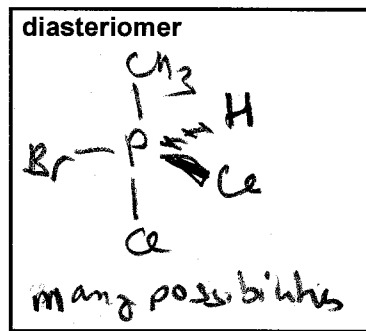 diasteriomer
CH3
H
Br P
Cl
Cl
many possibilities